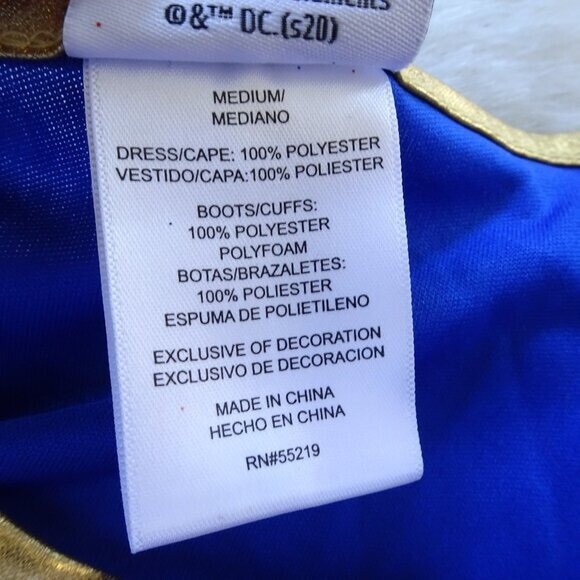 ©&™ DC.(s20)
MEDIUM/
MEDIANO
DRESS/CAPE: 100% POLYESTER
VESTIDO/CAPA:100% POLIESTER
BOOTS/CUFFS:
100% POLYESTER
POLYFOAM
BOTAS/BRAZALETES:
100% POLIESTER
ESPUMA DE POLIETILENO
EXCLUSIVE OF DECORATION
EXCLUSIVO DE DECORACION
MADE IN CHINA
HECHO EN CHINA
RN#55219